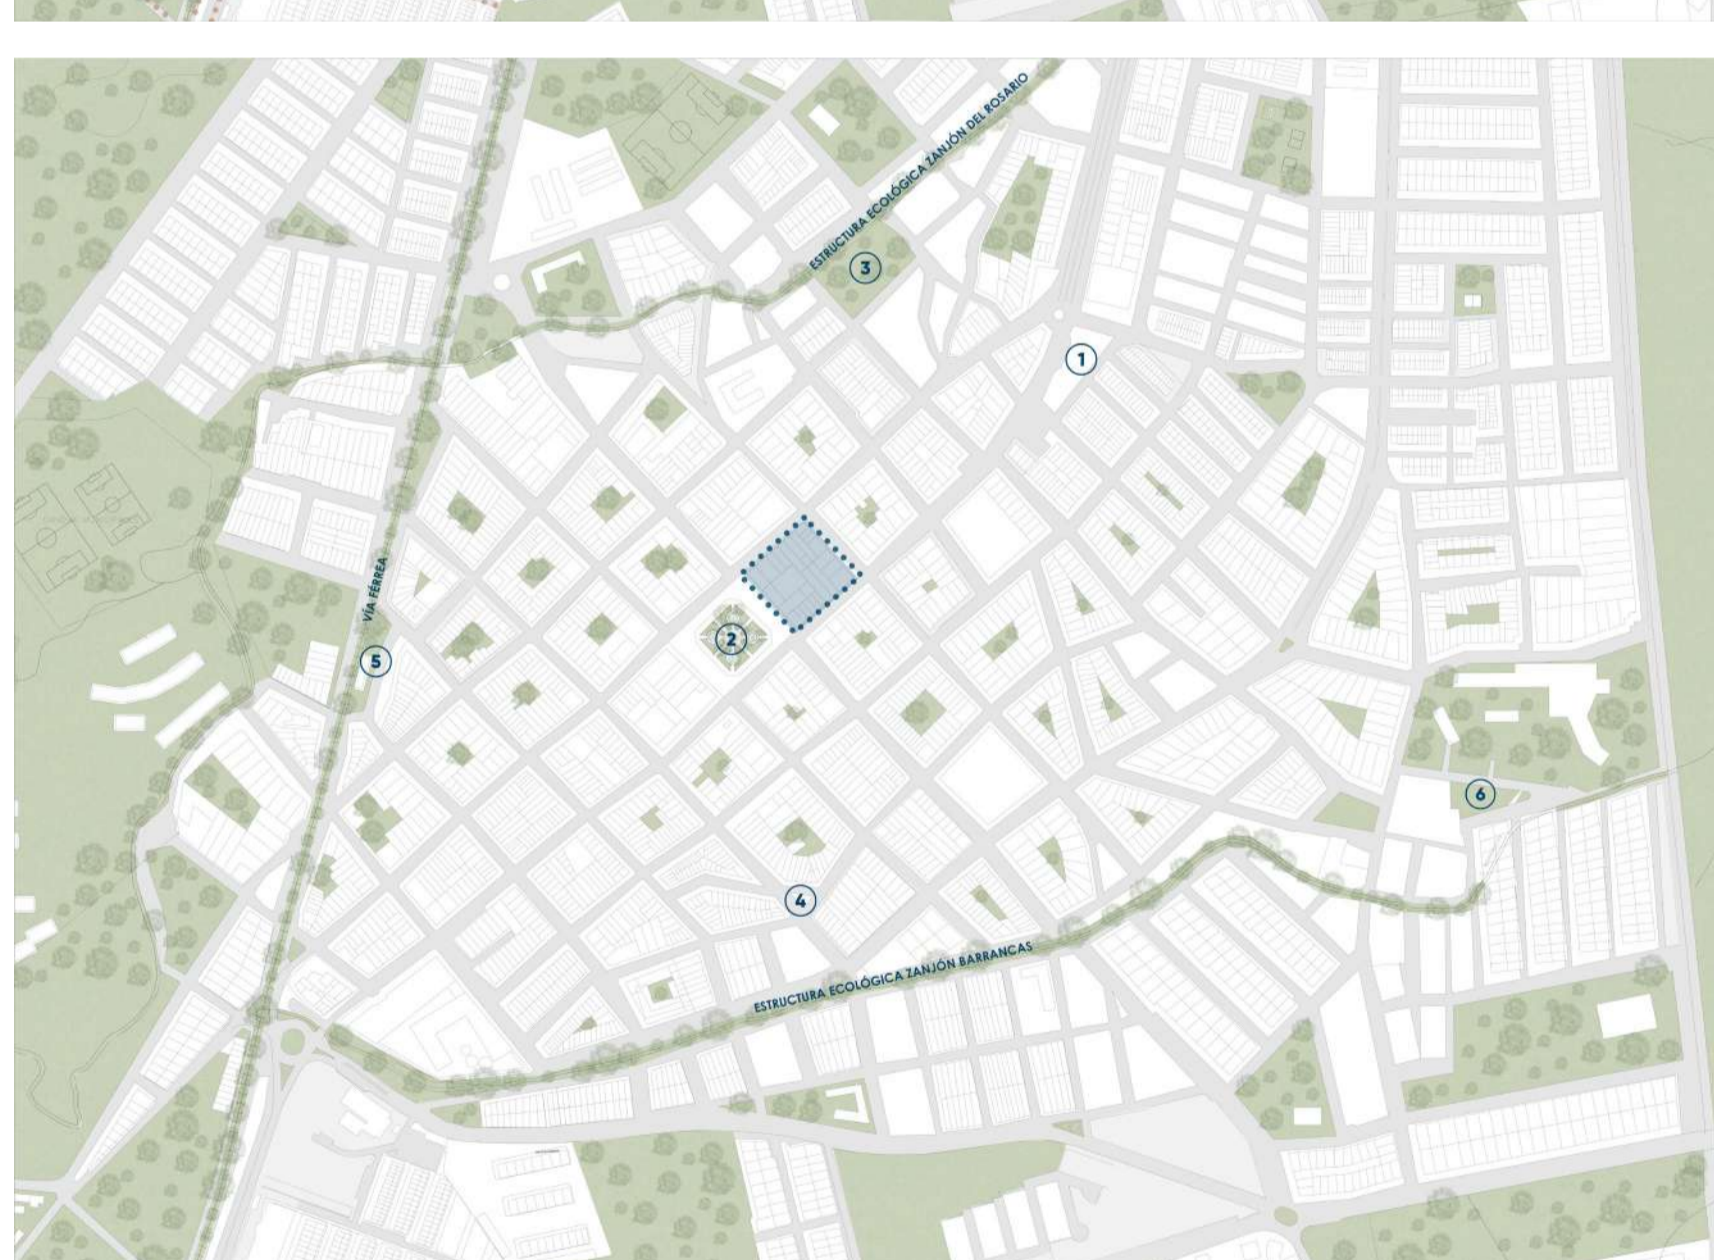 ESTRUCTURA ECOLÓGICA ZANJÓN DEL ROSARIO
3
1
VÍA FÉRREA
2
5
6
4
ESTRUCTURA ECOLÓGICA ZANJÓN BARRANCAS